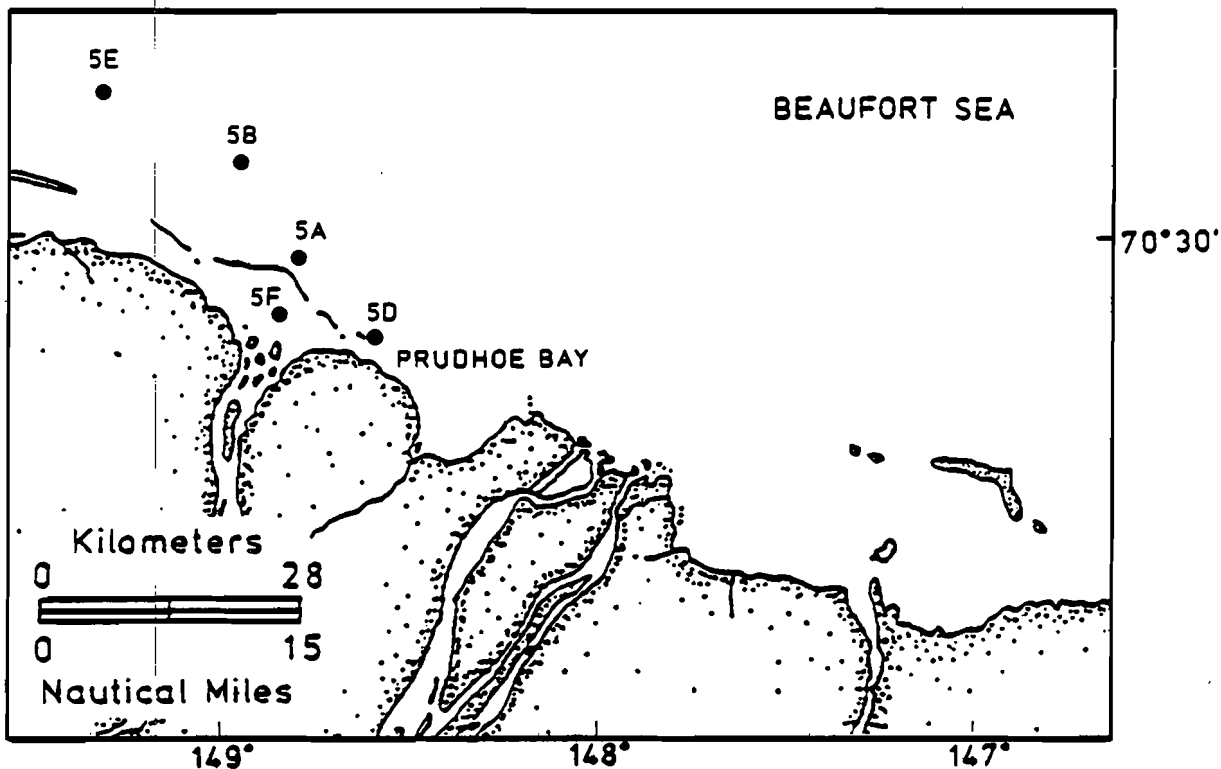 5E
BEAUFORT SEA
5B
5A
70°30'
5F
5D
PRUDHOE BAY
Kilometers
0 28
0 15
Nautical Miles
149° 148° 147°